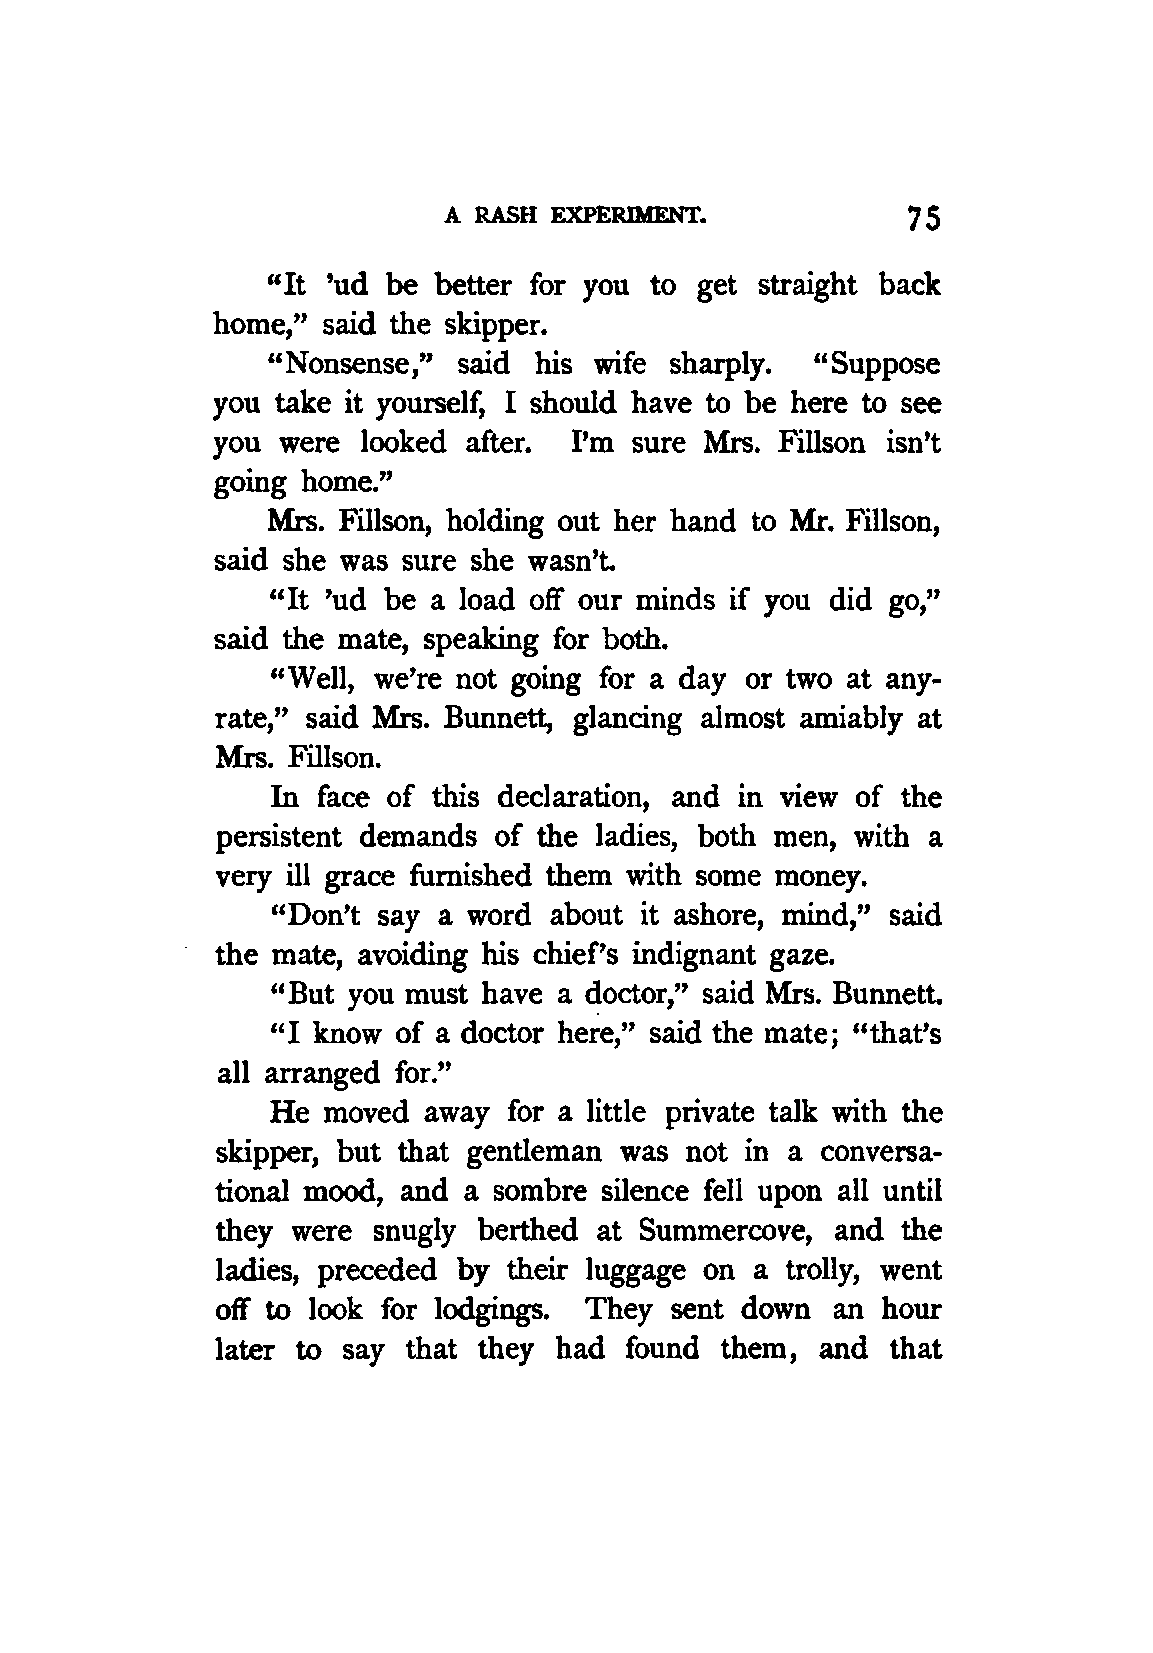 A RASH EXPERIMENT. 75
“It ’ud be better for you to get straight back
home,” said the skipper.
“Nonsense,” said his wife sharply. “Suppose
you take it yourself, I should have to be here to see
you were looked after. I’m sure Mrs. Fillson isn’t
going home.”
Mrs. Fillson, holding out her hand to Mr. Fillson,
said she was sure she wasn’t.
“It ’ud be a load off our minds if you did go,”
said the mate, speaking for both.
“Well, we’re not going for a day or two at any-
rate,” said Mrs. Bunnett, glancing almost amiably at
Mrs. Fillson.
In face of this declaration, and in view of the
persistent demands of the ladies, both men, with a
very ill grace furnished them with some money.
“Don’t say a word about it ashore, mind,” said
the mate, avoiding his chief’s indignant gaze.
“But you must have a doctor,” said Mrs. Bunnett.
“I know of a doctor here,” said the mate; “that’s
all arranged for.”
He moved away for a little private talk with the
skipper, but that gentleman was not in a conversa-
tional mood, and a sombre silence fell upon all until
they were snugly berthed at Summercove, and the
ladies, preceded by their luggage on a trolly, went
off to look for lodgings. They sent down an hour
later to say that they had found them, and that